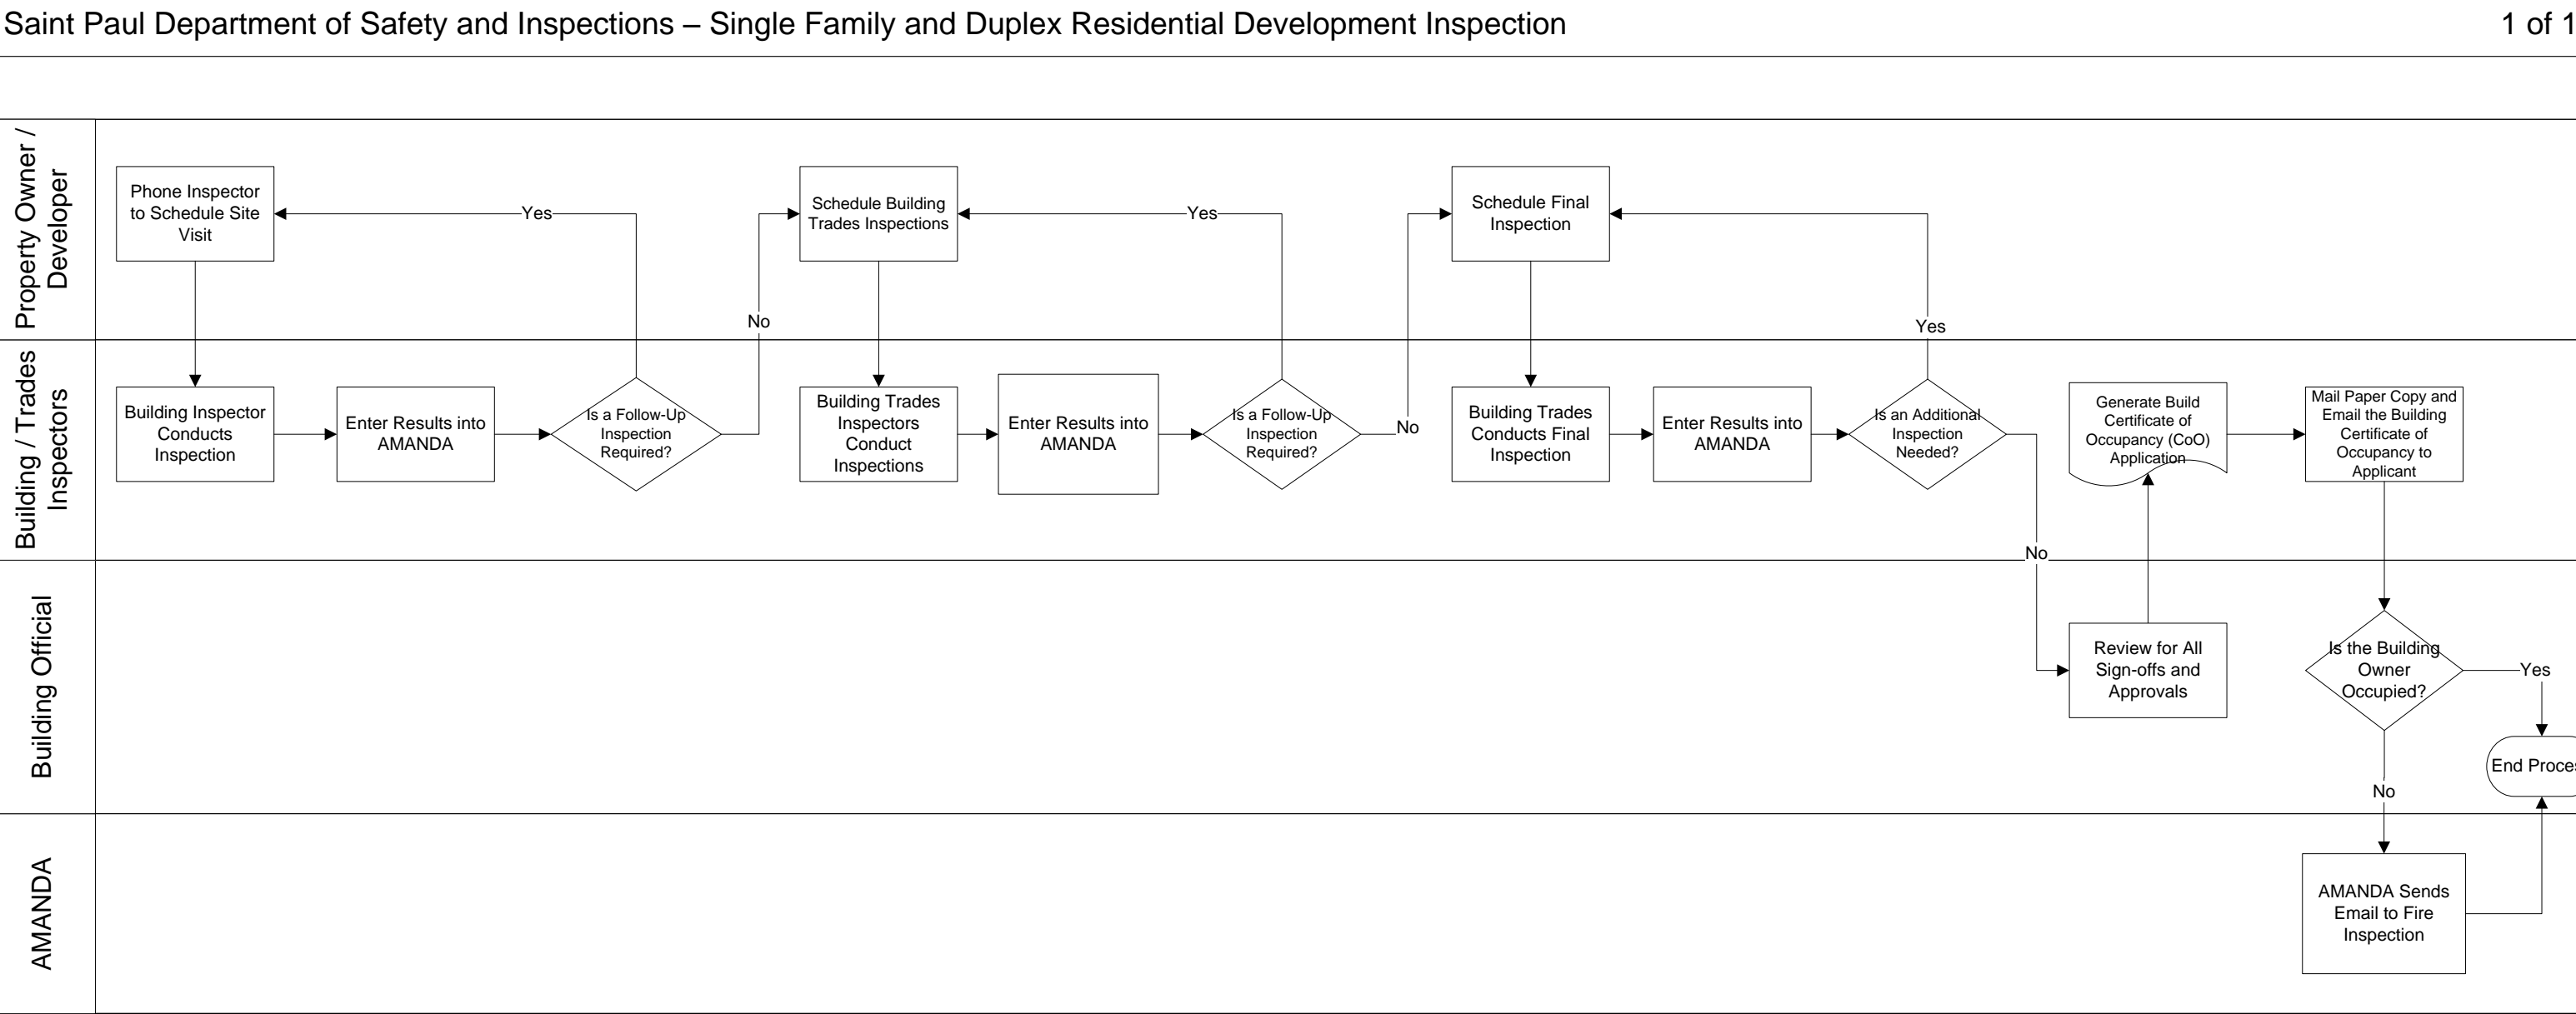 Saint Paul Department of Safety and Inspections – Single Family and Duplex Residential Development Inspection
1 of 1
Property Owner /
Developer
Phone Inspector
to Schedule Site
Visit
Yes
No
Schedule Building
Trades Inspections
Yes
No
Schedule Final
Inspection
Yes
Building / Trades
Inspectors
Building Inspector
Conducts
Inspection
Enter Results into
AMANDA
Is a Follow-Up
Inspection
Required?
Building Trades
Inspectors
Conduct
Inspections
Enter Results into
AMANDA
Is a Follow-Up
Inspection
Required?
Building Trades
Conducts Final
Inspection
Enter Results into
AMANDA
Is an Additional
Inspection
Needed?
No
Generate Build
Certificate of
Occupancy (CoO)
Application
Mail Paper Copy and
Email the Building
Certificate of
Occupancy to
Applicant
Building Official
Review for All
Sign-offs and
Approvals
Is the Building
Owner
Occupied?
Yes
No
End Proce
AMANDA
AMANDA Sends
Email to Fire
Inspection